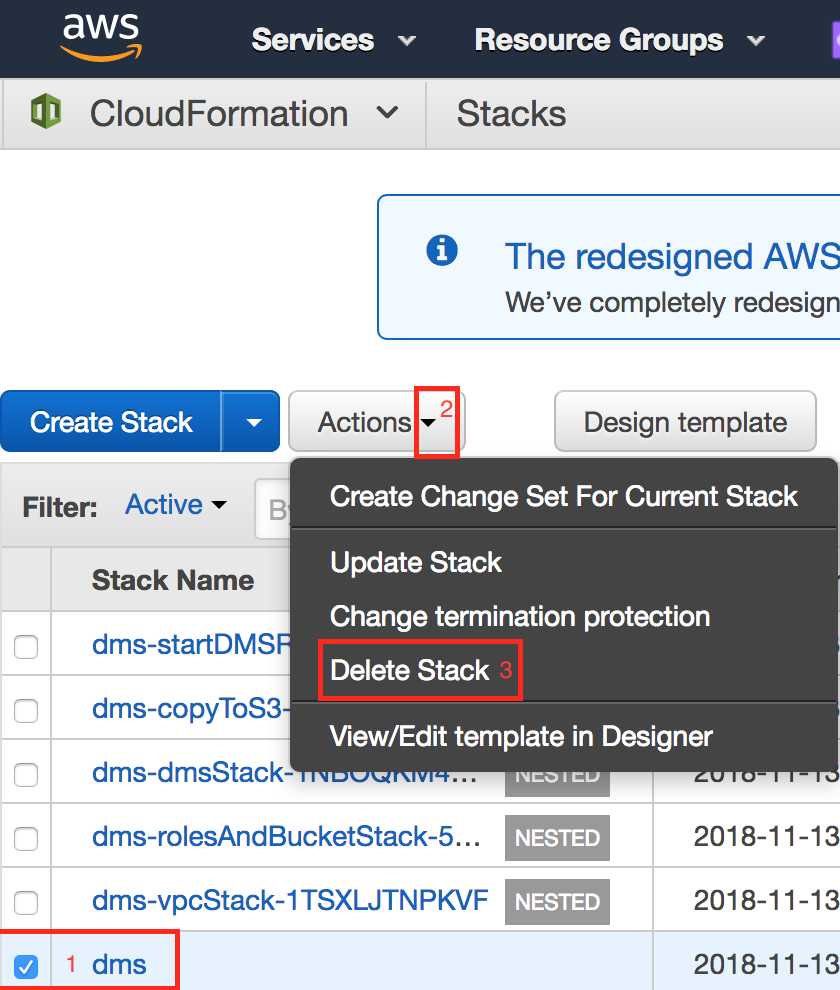 aws Services Resource Groups
CloudFormation Stacks
The redesigned AWS
We've completely redesign
Create Stack Actions 2 Design template
Filter: Active
Create Change Set For Current Stack
Update Stack
Stack Name
Change termination protection
dms-startDMSR
Delete Stack 3
dms-copyToS3-
View/Edit template in Designer
dms-dmsStack-1NBOQKM4... NESTED 2018-11-13
dms-rolesAndBucketStack-5... NESTED 2018-11-13
dms-vpcStack-1TSXLJTNPKVF NESTED 2018-11-13
1 dms 2018-11-13